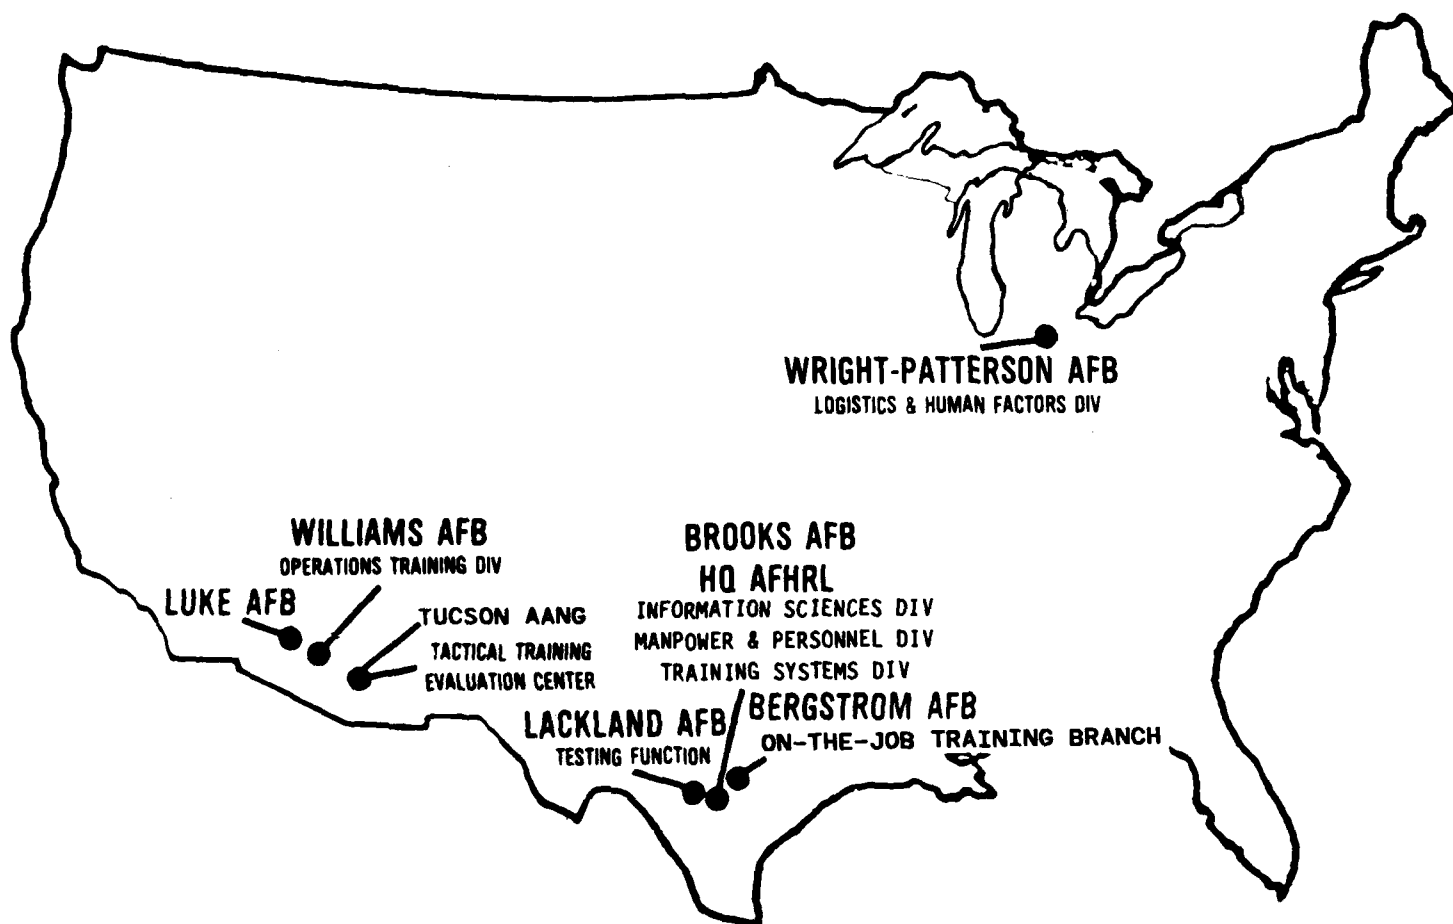 WRIGHT-PATTERSON AFB
LOGISTICS & HUMAN FACTORS DIV
WILLIAMS AFB
OPERATIONS TRAINING DIV
LUKE AFB
TUCSON AANG
TACTICAL TRAINING
EVALUATION CENTER
BROOKS AFB
HQ AFHRL
INFORMATION SCIENCES DIV
MANPOWER & PERSONNEL DIV
TRAINING SYSTEMS DIV
LACKLAND AFB
TESTING FUNCTION
BERGSTROM AFB
ON-THE-JOB TRAINING BRANCH